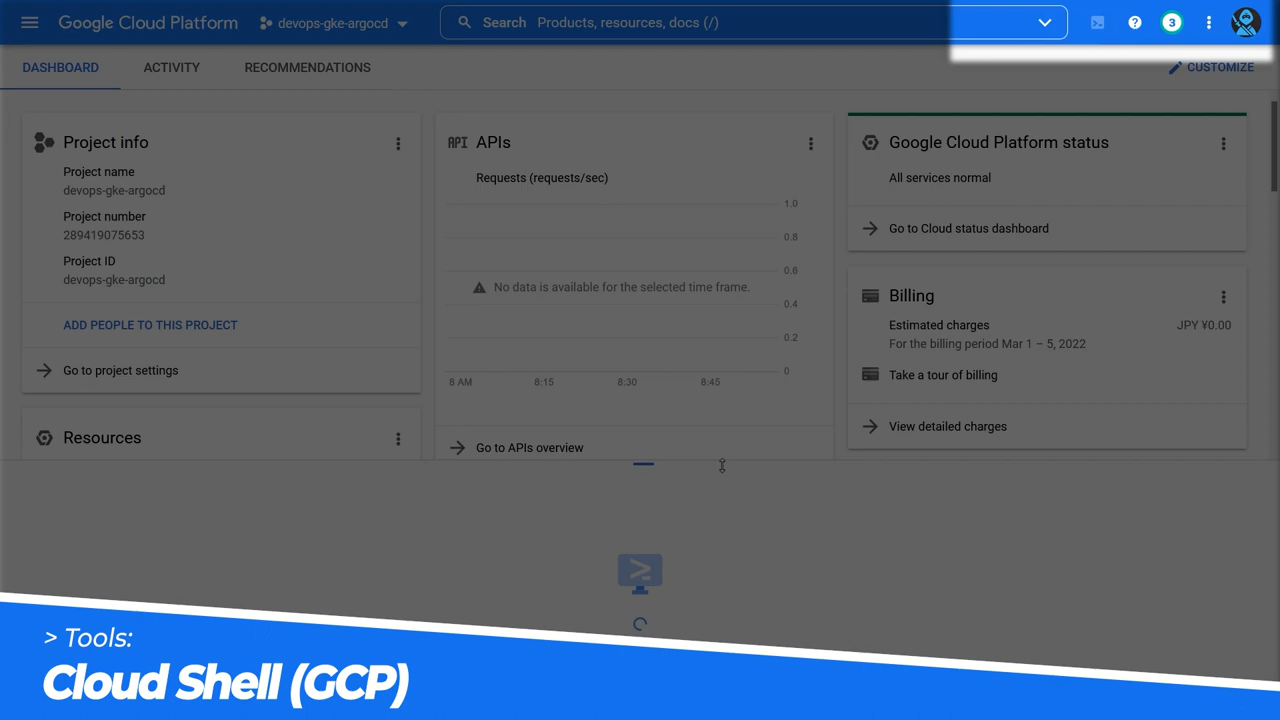 Google Cloud Platform
devops-gke-argocd
Search Products, resources, docs (/)
3
DASHBOARD
ACTIVITY
RECOMMENDATIONS
CUSTOMIZE
Project info
Project name
devops-gke-argocd
Project number
289419075653
Project ID
devops-gke-argocd
ADD PEOPLE TO THIS PROJECT
Go to project settings
Resources
API APIs
Requests (requests/sec)
1.0
0.8
0.6
No data is available for the selected time frame.
0.4
0.2
0
8 AM 8:15 8:30 8:45
Go to APIs overview
Google Cloud Platform status
All services normal
Go to Cloud status dashboard
Billing
Estimated charges JPY ¥0.00
For the billing period Mar 1 – 5, 2022
Take a tour of billing
View detailed charges
> Tools:
Cloud Shell (GCP)